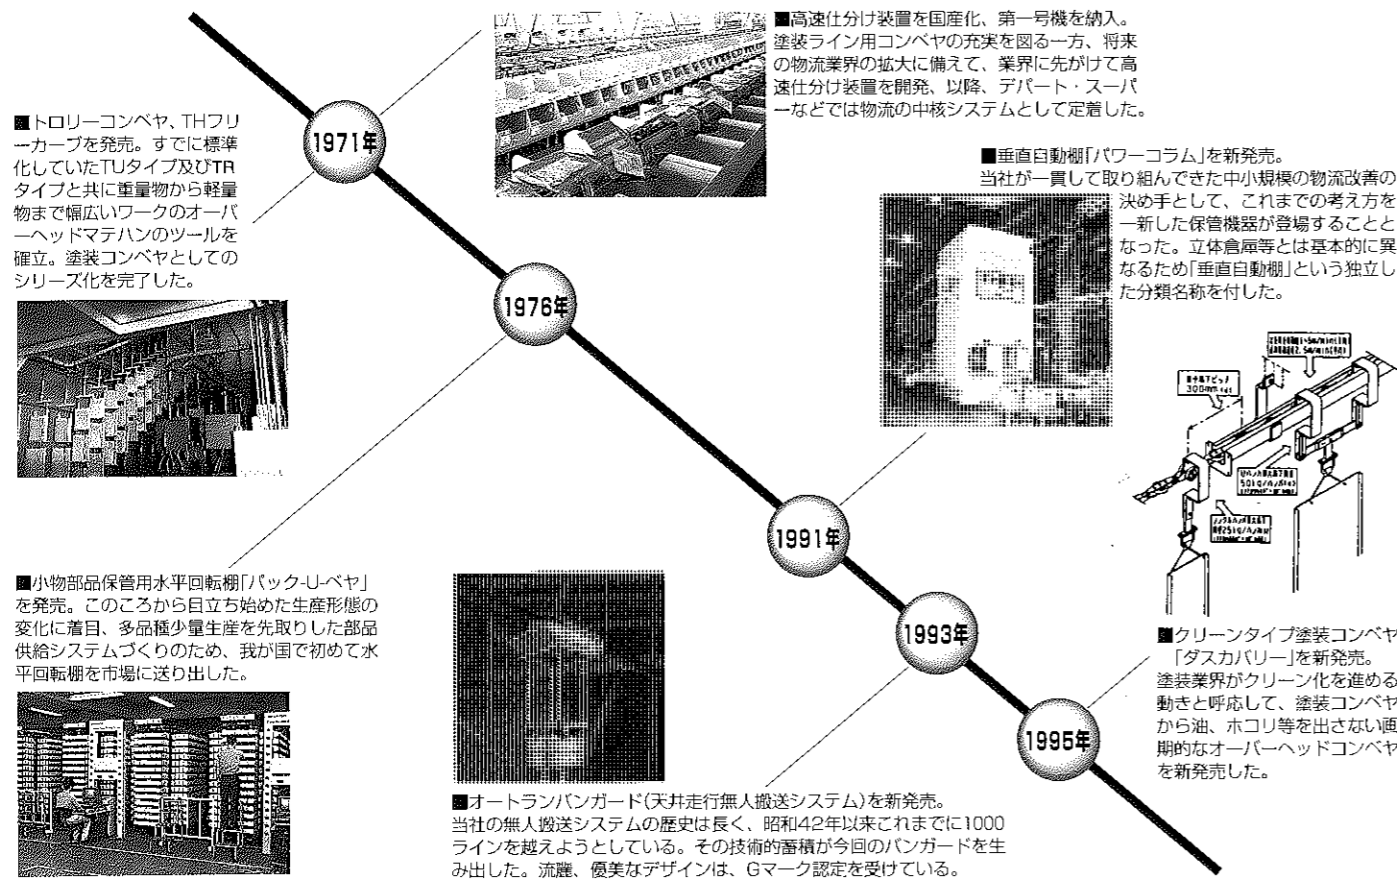 1971年
■高速仕分け装置を国産化、第一号機を納入。
塗装ライン用コンベヤの充実を図る一方、将来
の物流業界の拡大に備えて、業界に先がけて高
速仕分け装置を開発、以降、デパート・スーパ
ーなどでは物流の中核システムとして定着した。
■トロリーコンベヤ、THフリ
ーカーブを発売。すでに標準
化していたTUタイプ及びTR
タイプと共に重量物から軽量
物まで幅広いワークのオーバ
ーヘッドマテハンのツールを
確立。塗装コンベヤとしての
シリーズ化を完了した。
1976年
■小物部品保管用水平回転棚「パック-U-ベヤ」
を発売。このころから目立ち始めた生産形態の
変化に着目、多品種少量生産を先取りした部品
供給システムづくりのため、我が国で初めて水
平回転棚を市場に送り出した。
1991年
■垂直自動棚「パワーコラム」を新発売。
当社が一貫して取り組んできた中小規模の物流改善の
決め手として、これまでの考え方を
一新した保管機器が登場することと
なった。立体倉庫等とは基本的に異
なるため「垂直自動棚」という独立し
た分類名称を付した。
1993年
■オートランバンガード(天井走行無人搬送システム)を新発売。
当社の無人搬送システムの歴史は長く、昭和42年以来これまでに1000
ラインを越えようとしている。その技術的蓄積が今回のバンガードを生
み出した。流麗、優美なデザインは、Gマーク認定を受けている。
1995年
300mm
■クリーンタイプ塗装コンベヤ
「ダスカバリー」を新発売。
塗装業界がクリーン化を進める
動きと呼応して、塗装コンベヤ
から油、ホコリ等を出さない画
期的なオーバーヘッドコンベヤ
を新発売した。